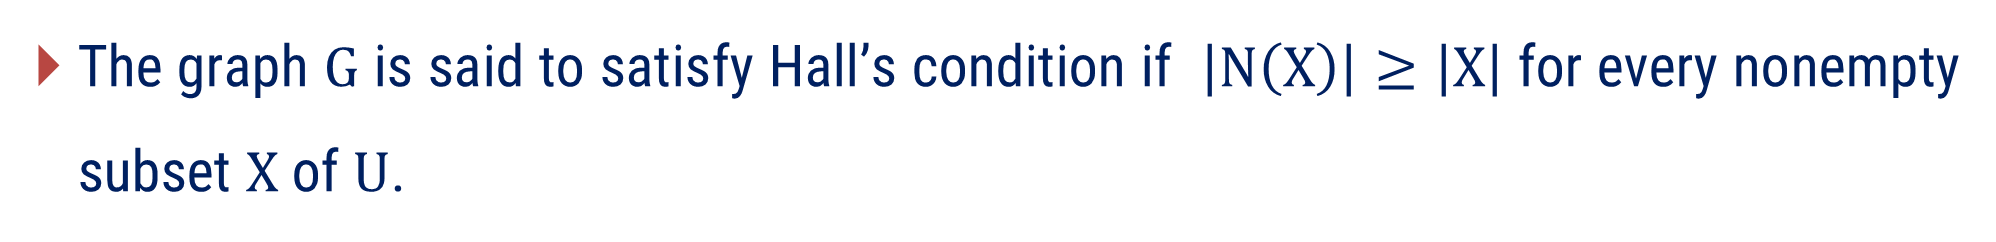 The graph G is said to satisfy Hall’s condition if |N(X)| ≥ |X| for every nonempty
subset X of U.